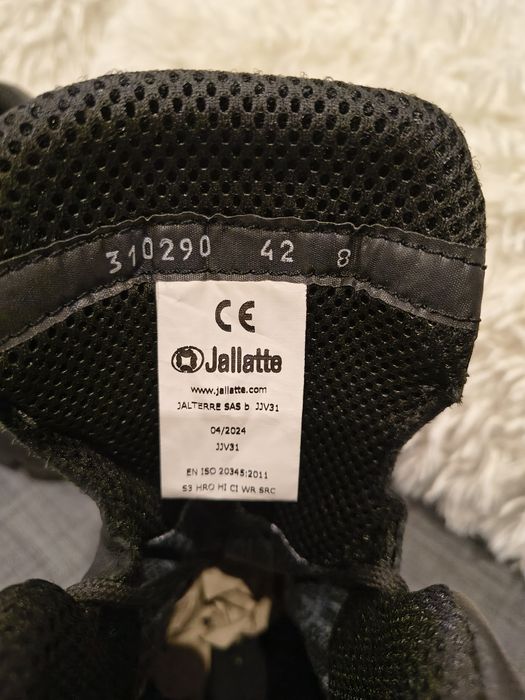 310290 42 8
CE
Jallatte
www.jallatte.com
JALTERRE SAS b JJV31
04/2024
JJV31
EN ISO 20345:2011
S3 HRO HI CI WR SRC